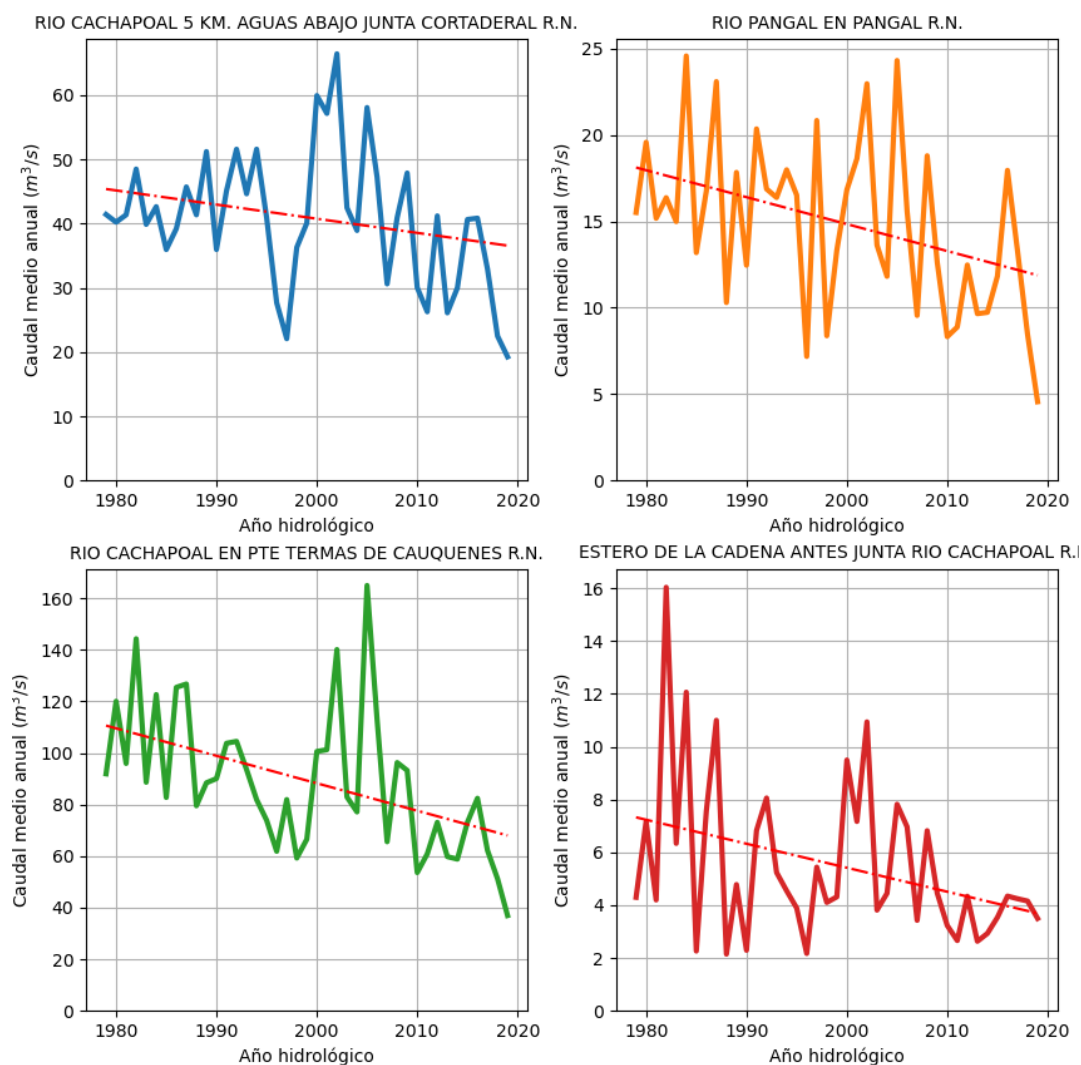 RIO CACHAPOAL 5 KM. AGUAS ABAJO JUNTA CORTADERAL R.N.
Caudal medio anual (m³/s)
60
50
40
30
20
10
0
1980 1990 2000 2010 2020
Año hidrológico
RIO PANGAL EN PANGAL R.N.
Caudal medio anual (m³/s)
25
20
15
10
5
0
1980 1990 2000 2010 2020
Año hidrológico
RIO CACHAPOAL EN PTE TERMAS DE CAUQUENES R.N.
Caudal medio anual (m³/s)
160
140
120
100
80
60
40
20
0
1980 1990 2000 2010 2020
Año hidrológico
ESTERO DE LA CADENA ANTES JUNTA RIO CACHAPOAL R.
Caudal medio anual (m³/s)
16
14
12
10
8
6
4
2
0
1980 1990 2000 2010 2020
Año hidrológico